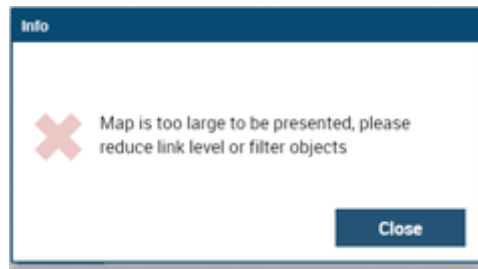 Info
Map is too large to be presented, please
reduce link level or filter objects
Close